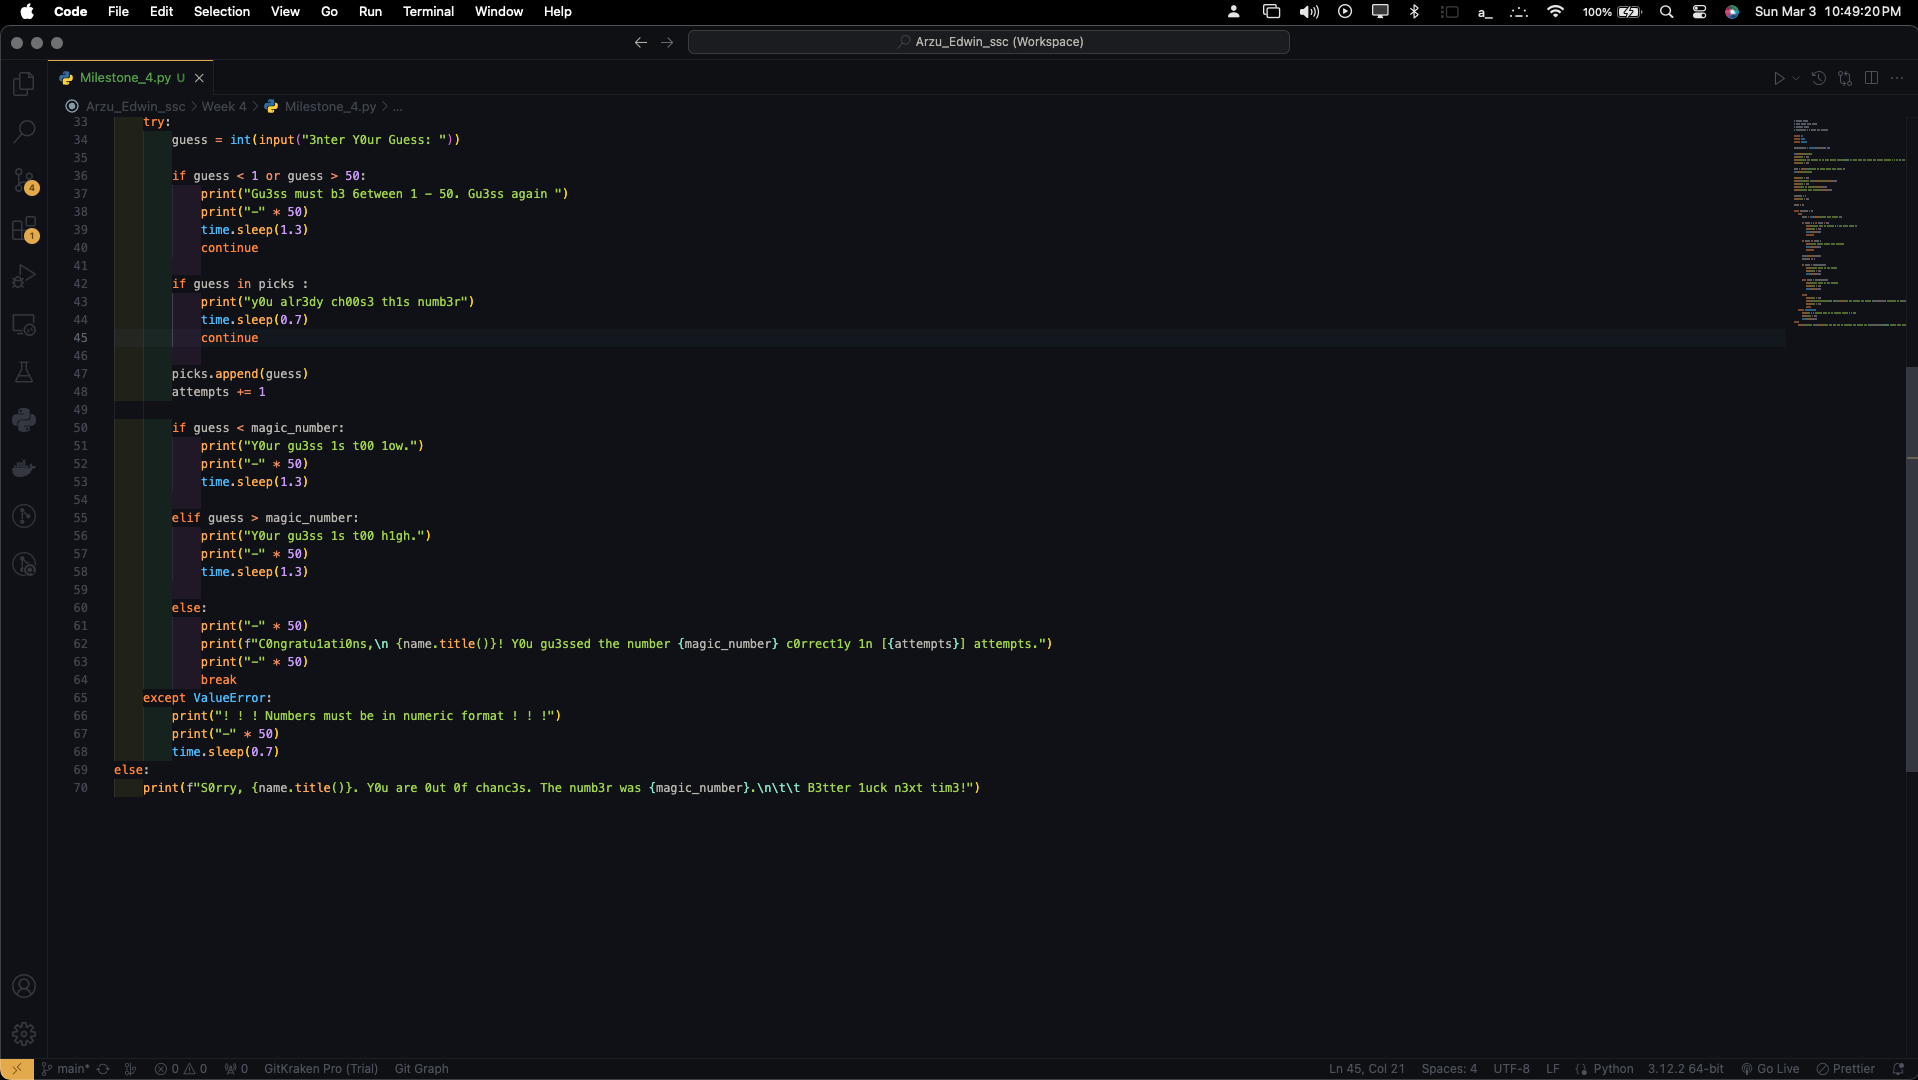 Code File Edit Selection View Go Run Terminal Window Help a_ 100% Sun Mar 3 10:49:20 PM
Arzu_Edwin_ssc (Workspace)
Milestone_4.py U
Arzu_Edwin_ssc > Week 4 > Milestone_4.py > ...
33 try:
34 guess = int(input("3nter Y0ur Guess: "))
35
36 if guess < 1 or guess > 50:
37 print("Gu3ss must b3 6etween 1 - 50. Gu3ss again ")
38 print("-" * 50)
39 time.sleep(1.3)
40 continue
41
42 if guess in picks :
43 print("y0u alr3dy ch00s3 th1s numb3r")
44 time.sleep(0.7)
45 continue
46
47 picks.append(guess)
48 attempts += 1
49
50 if guess < magic_number:
51 print("Y0ur gu3ss 1s t00 1ow.")
52 print("-" * 50)
53 time.sleep(1.3)
54
55 elif guess > magic_number:
56 print("Y0ur gu3ss 1s t00 h1gh.")
57 print("-" * 50)
58 time.sleep(1.3)
59
60 else:
61 print("-" * 50)
62 print(f"C0ngratu1ati0ns,\n {name.title()}! Y0u gu3ssed the number {magic_number} c0rrect1y 1n [{attempts}] attempts.")
63 print("-" * 50)
64 break
65 except ValueError:
66 print("! ! ! Numbers must be in numeric format ! ! !")
67 print("-" * 50)
68 time.sleep(0.7)
69 else:
70 print(f"S0rry, {name.title()}. Y0u are 0ut 0f chanc3s. The numb3r was {magic_number}.\n\t\t B3tter 1uck n3xt tim3!")
4
1
main* 0 0 0 GitKraken Pro (Trial) Git Graph Ln 45, Col 21 Spaces: 4 UTF-8 LF Python 3.12.2 64-bit Go Live Prettier